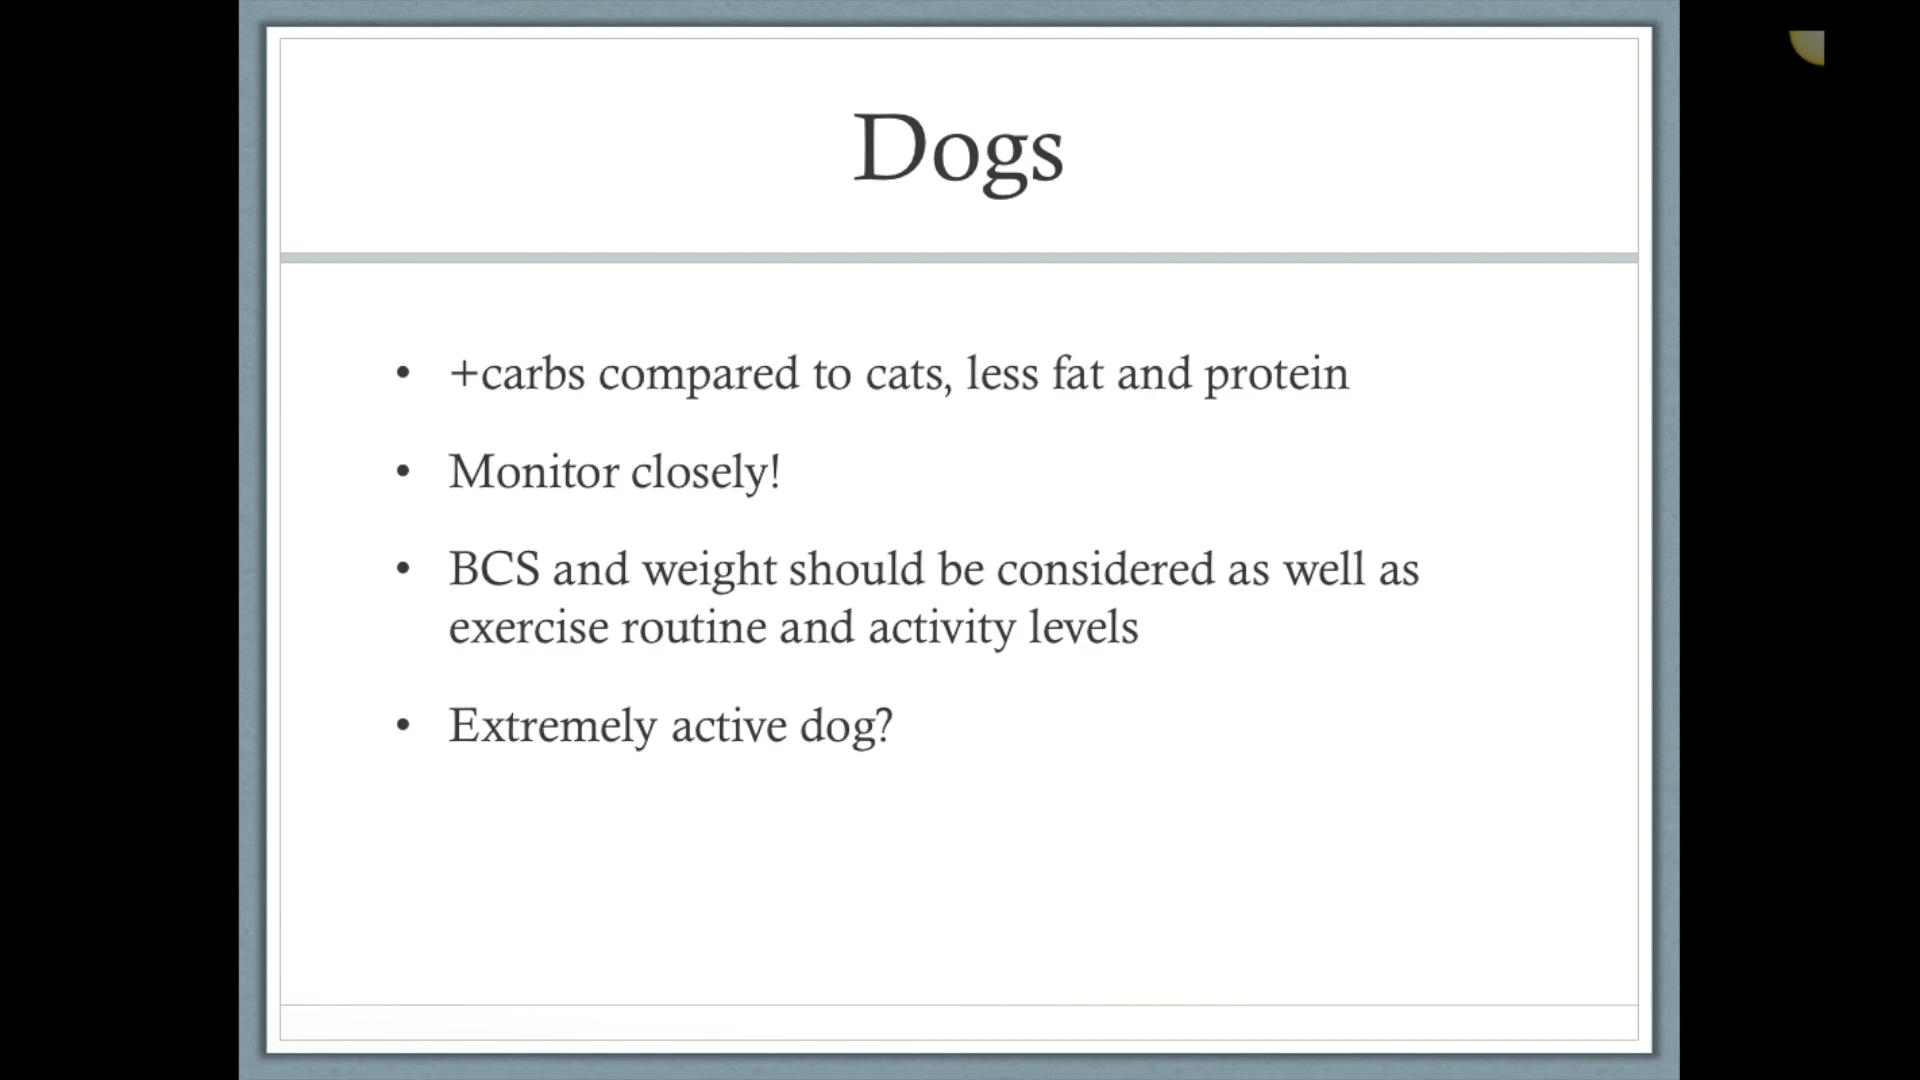 Dogs
• +carbs compared to cats, less fat and protein
• Monitor closely!
• BCS and weight should be considered as well as
exercise routine and activity levels
• Extremely active dog?